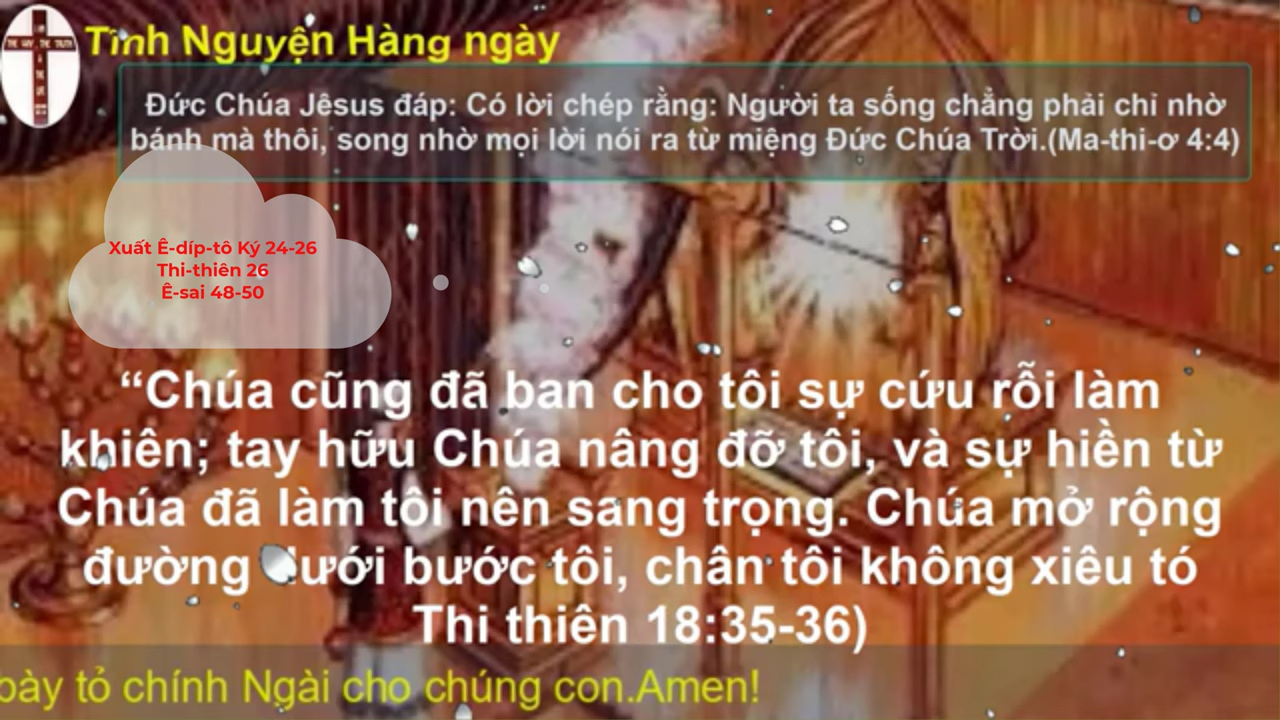 THE WAY, THE TRUTH
Tĩnh Nguyện Hàng ngày
Đức Chúa Jêsus đáp: Có lời chép rằng: Người ta sống chẳng phải chỉ nhờ
bánh mà thôi, song nhờ mọi lời nói ra từ miệng Đức Chúa Trời.(Ma-thi-ơ 4:4)
Xuất Ê-díp-tô Ký 24-26
Thi-thiên 26
Ê-sai 48-50
“Chúa cũng đã ban cho tôi sự cứu rỗi làm
khiên; tay hữu Chúa nâng đỡ tôi, và sự hiền từ
Chúa đã làm tôi nên sang trọng. Chúa mở rộng
đường dưới bước tôi, chân tôi không xiêu tó
Thi thiên 18:35-36)
bày tỏ chính Ngài cho chúng con.Amen!